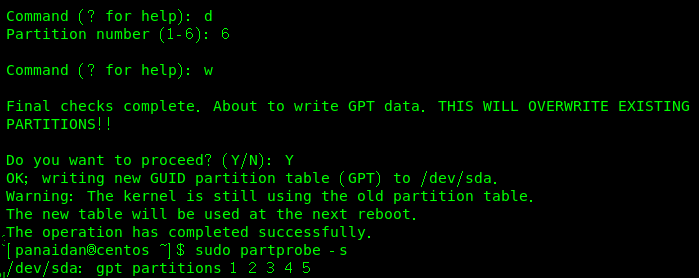 Command (? for help): d
Partition number (1-6): 6
Command (? for help): w
Final checks complete. About to write GPT data. THIS WILL OVERWRITE EXISTING
PARTITIONS!!
Do you want to proceed? (Y/N): Y
OK; writing new GUID partition table (GPT) to /dev/sda.
Warning: The kernel is still using the old partition table.
The new table will be used at the next reboot.
The operation has completed successfully.
[panaidan@centos ~]$ sudo partprobe -s
/dev/sda: gpt partitions 1 2 3 4 5